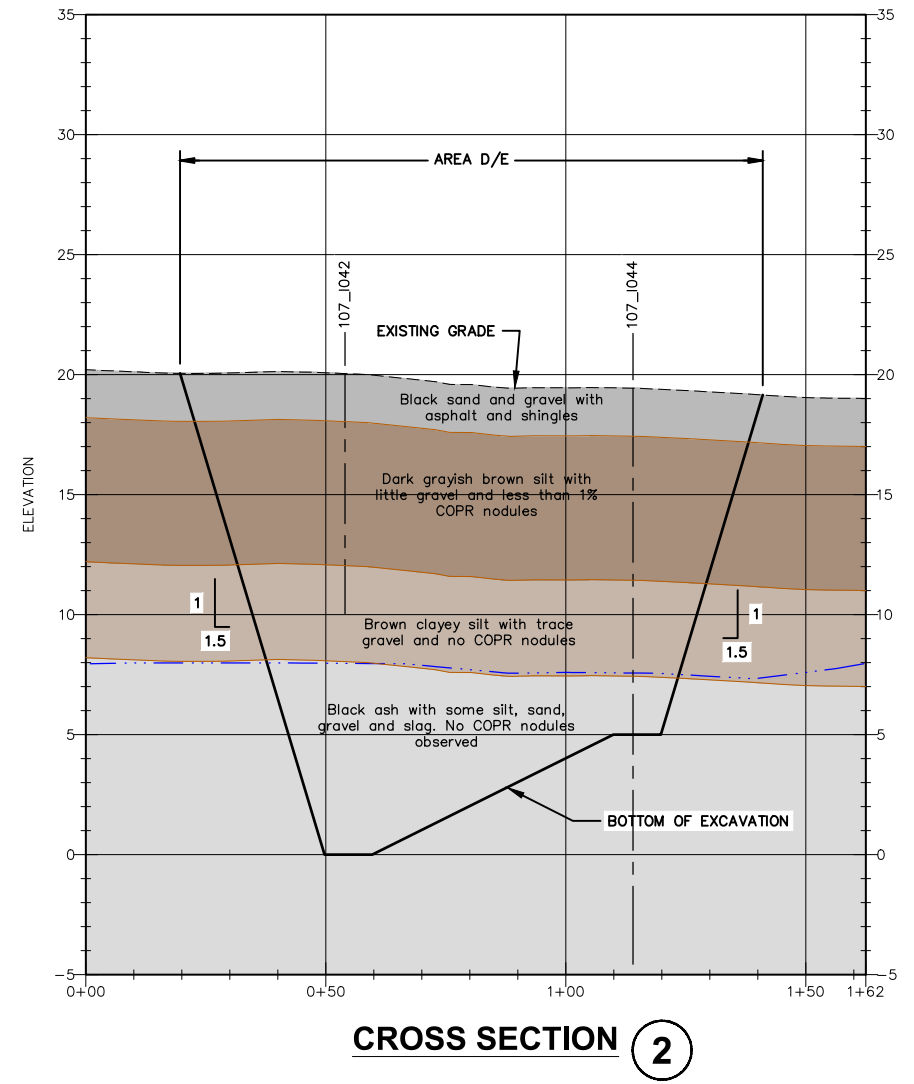 35
35
30
30
AREA D/E
25
25
107_I042
107_I044
EXISTING GRADE
20
20
Black sand and gravel with
asphalt and shingles
ELEVATION
Dark grayish brown silt with
15
little gravel and less than 1%
15
COPR nodules
1
1.5
10
10
1
1.5
Brown clayey silt with trace
gravel and no COPR nodules
Black ash with some silt, sand,
gravel and slag. No COPR nodules
observed
5
5
BOTTOM OF EXCAVATION
0
0
-5
-5
0+00
0+50
1+00
1+50
1+62
CROSS SECTION 2